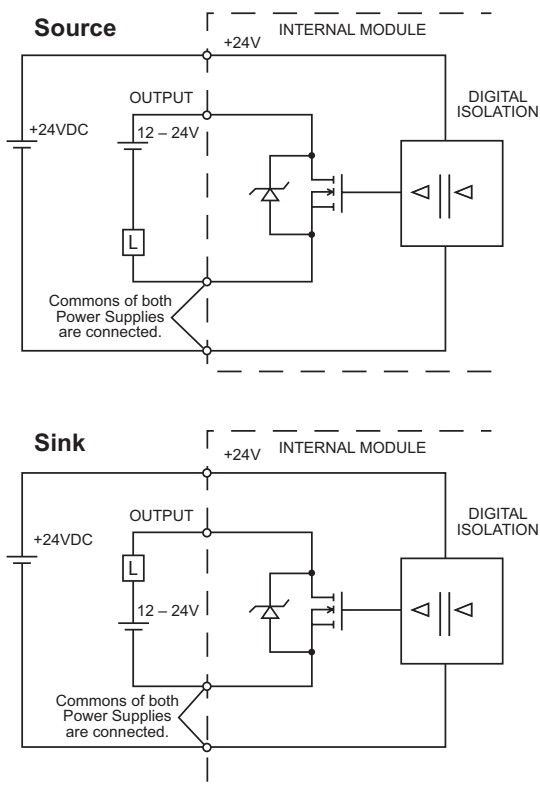 Source
INTERNAL MODULE
+24V
OUTPUT
DIGITAL
ISOLATION
+24VDC
12 – 24V
L
Commons of both
Power Supplies
are connected.
Sink
INTERNAL MODULE
+24V
OUTPUT
DIGITAL
ISOLATION
+24VDC
L
12 – 24V
Commons of both
Power Supplies
are connected.